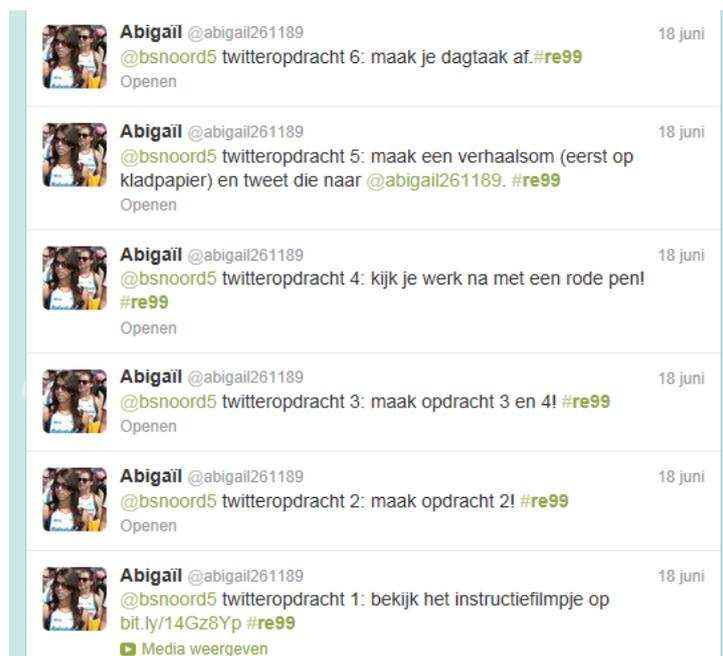 Abigaïl @abigail261189 18 juni
@bsnoord5 twitteropdracht 6: maak je dagtaak af.#re99
Openen
Abigaïl @abigail261189 18 juni
@bsnoord5 twitteropdracht 5: maak een verhaalsom (eerst op
kladpapier) en tweet die naar @abigail261189. #re99
Openen
Abigaïl @abigail261189 18 juni
@bsnoord5 twitteropdracht 4: kijk je werk na met een rode pen!
#re99
Openen
Abigaïl @abigail261189 18 juni
@bsnoord5 twitteropdracht 3: maak opdracht 3 en 4! #re99
Openen
Abigaïl @abigail261189 18 juni
@bsnoord5 twitteropdracht 2: maak opdracht 2! #re99
Openen
Abigaïl @abigail261189 18 juni
@bsnoord5 twitteropdracht 1: bekijk het instructiefilmpje op
bit.ly/14Gz8Yp #re99
Media weergeven